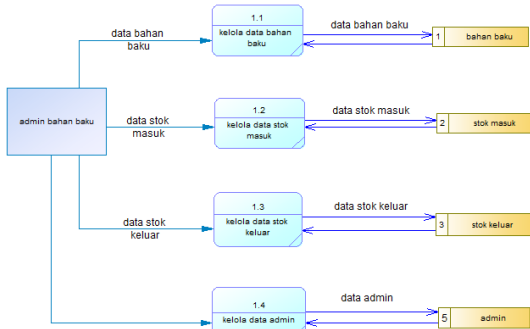 1.1
data bahan
baku
kelola data bahan
baku
data bahan baku
1 bahan baku
admin bahan baku
1.2
data stok
masuk
kelola data stok
masuk
data stok masuk
2 stok masuk
1.3
data stok
keluar
kelola data stok
keluar
data stok keluar
3 stok keluar
1.4
kelola data admin
data admin
5 admin